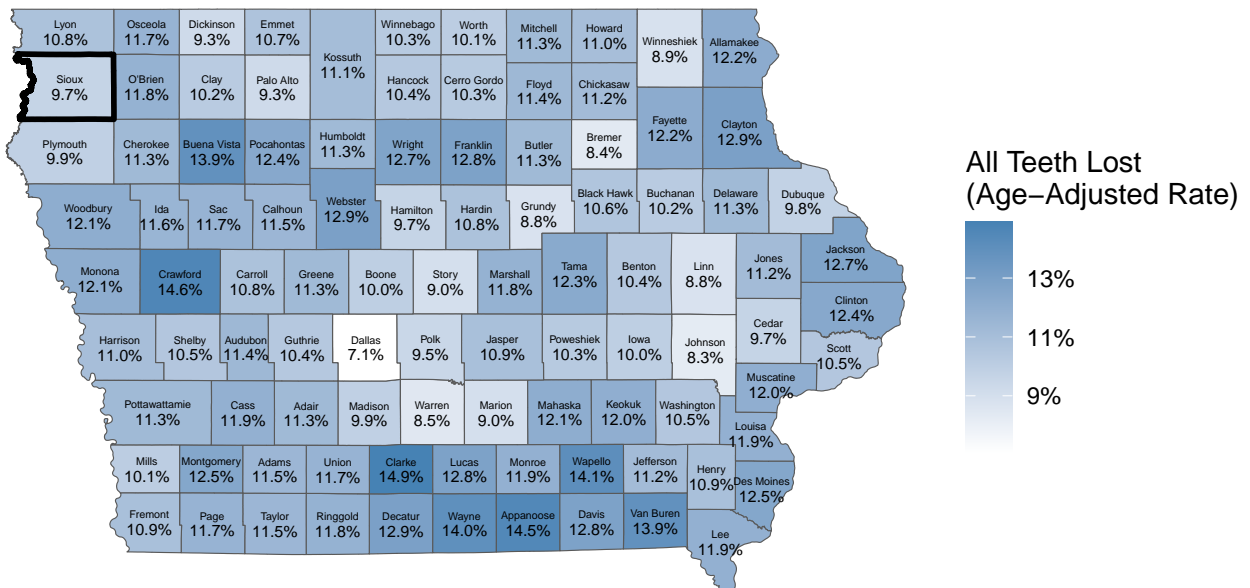 Lyon
10.8%
Osceola
11.7%
Dickinson
9.3%
Emmet
10.7%
Winnebago
10.3%
Worth
10.1%
Mitchell
11.3%
Howard
11.0%
Winneshiek
8.9%
Allamakee
12.2%
Kossuth
11.1%
Sioux
9.7%
O'Brien
11.8%
Clay
10.2%
Palo Alto
9.3%
Hancock
10.4%
Cerro Gordo
10.3%
Floyd
11.4%
Chickasaw
11.2%
Fayette
12.2%
Clayton
12.9%
Plymouth
9.9%
Cherokee
11.3%
Buena Vista
13.9%
Pocahontas
12.4%
Humboldt
11.3%
Wright
12.7%
Franklin
12.8%
Butler
11.3%
Bremer
8.4%
Woodbury
12.1%
Ida
11.6%
Sac
11.7%
Calhoun
11.5%
Webster
12.9%
Hamilton
9.7%
Hardin
10.8%
Grundy
8.8%
Black Hawk
10.6%
Buchanan
10.2%
Delaware
11.3%
Dubuque
9.8%
Monona
12.1%
Crawford
14.6%
Carroll
10.8%
Greene
11.3%
Boone
10.0%
Story
9.0%
Marshall
11.8%
Tama
12.3%
Benton
10.4%
Linn
8.8%
Jones
11.2%
Jackson
12.7%
Clinton
12.4%
Harrison
11.0%
Shelby
10.5%
Audubon
11.4%
Guthrie
10.4%
Dallas
7.1%
Polk
9.5%
Jasper
10.9%
Poweshiek
10.3%
Iowa
10.0%
Johnson
8.3%
Cedar
9.7%
Scott
10.5%
Muscatine
12.0%
Pottawattamie
11.3%
Cass
11.9%
Adair
11.3%
Madison
9.9%
Warren
8.5%
Marion
9.0%
Mahaska
12.1%
Keokuk
12.0%
Washington
10.5%
Louisa
11.9%
Mills
10.1%
Montgomery
12.5%
Adams
11.5%
Union
11.7%
Clarke
14.9%
Lucas
12.8%
Monroe
11.9%
Wapello
14.1%
Jefferson
11.2%
Henry
10.9%
Des Moines
12.5%
Fremont
10.9%
Page
11.7%
Taylor
11.5%
Ringgold
11.8%
Decatur
12.9%
Wayne
14.0%
Appanoose
14.5%
Davis
12.8%
Van Buren
13.9%
Lee
11.9%
All Teeth Lost
(Age−Adjusted Rate)
13%
11%
9%